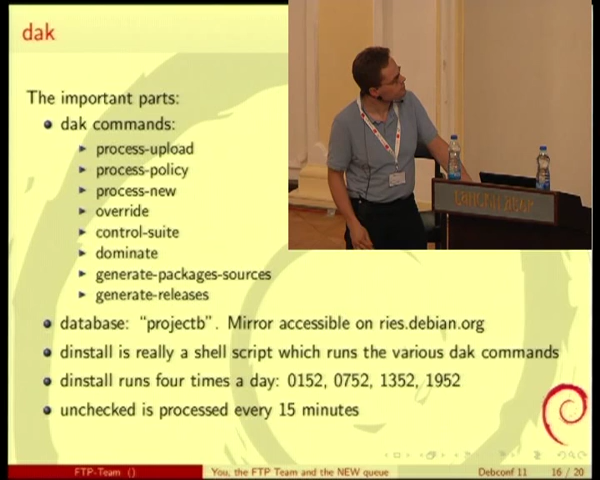 dak
The important parts:
dak commands:
process-upload
process-policy
process-new
override
control-suite
dominate
generate-packages-sources
generate-releases
database: "projectb". Mirror accessible on ries.debian.org
dinstall is really a shell script which runs the various dak commands
dinstall runs four times a day: 0152, 0752, 1352, 1952
unchecked is processed every 15 minutes
FTP-Team () You, the FTP Team and the NEW queue Debconf 11 16 / 20